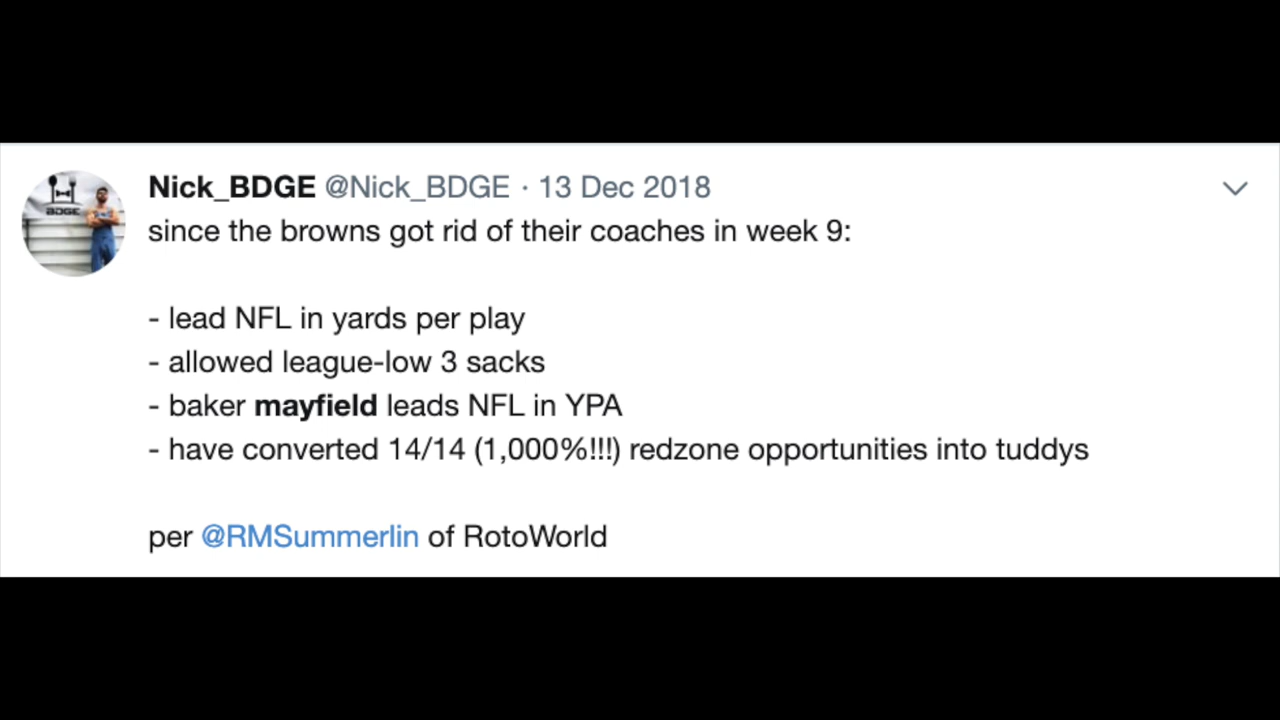 BDGE
Nick_BDGE @Nick_BDGE · 13 Dec 2018
since the browns got rid of their coaches in week 9:
- lead NFL in yards per play
- allowed league-low 3 sacks
- baker mayfield leads NFL in YPA
- have converted 14/14 (1,000%!!!) redzone opportunities into tuddys
per @RMSummerlin of RotoWorld